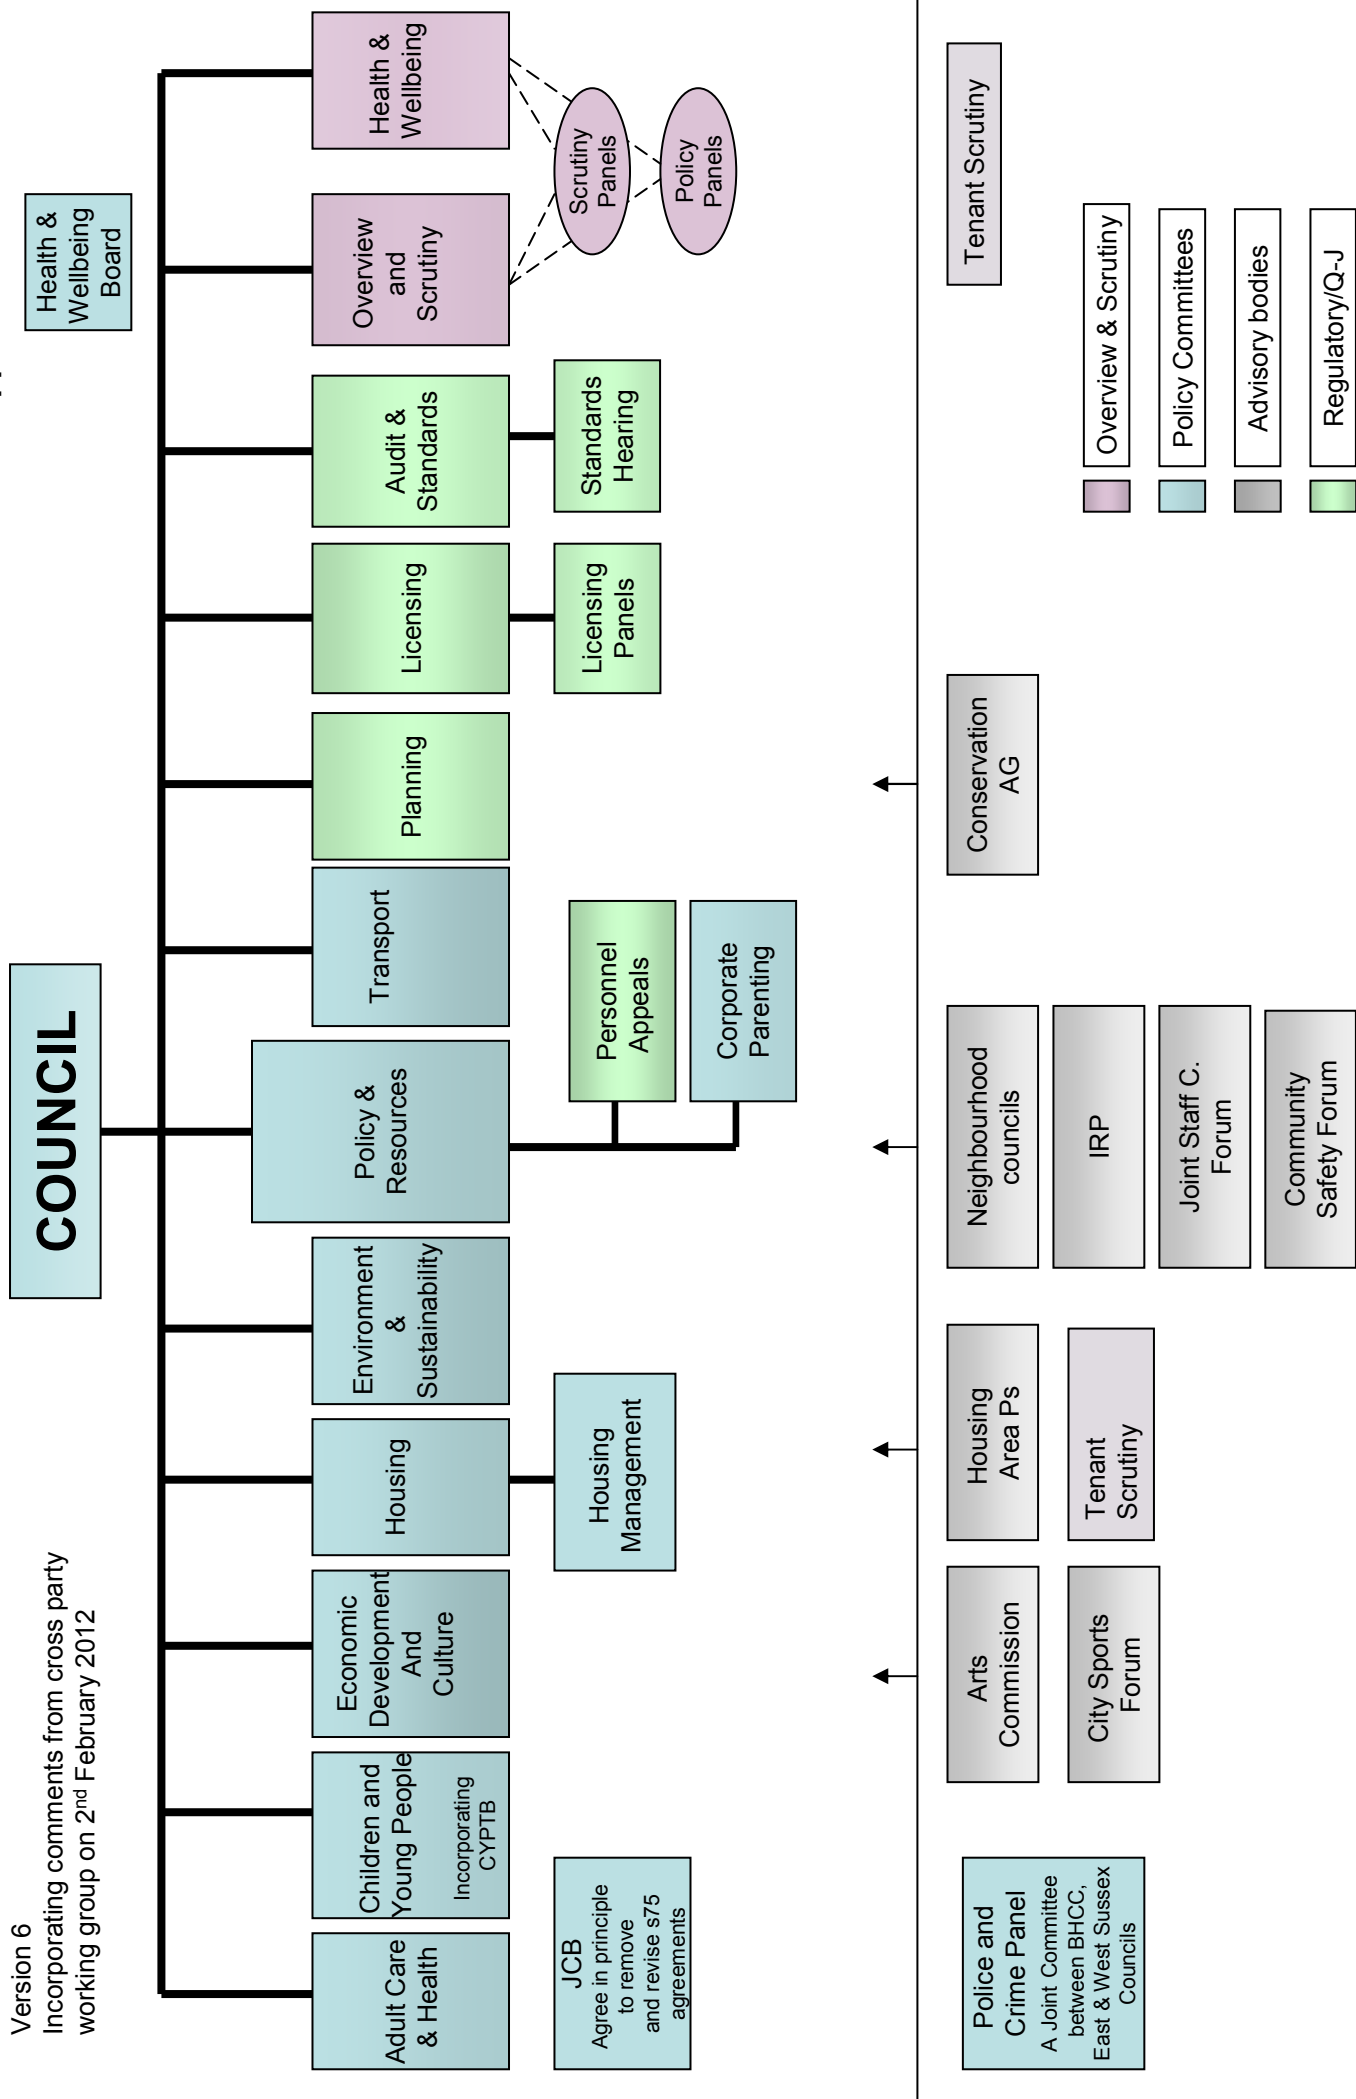 Version 6
Incorporating comments from cross party
working group on 2nd February 2012
COUNCIL
Health &
Wellbeing
Board
Adult Care
& Health
Children and
Young People
Incorporating
CYPTB
Economic
Development
And
Culture
Housing
Environment
&
Sustainability
Policy &
Resources
Transport
Planning
Licensing
Audit &
Standards
Overview
and
Scrutiny
Health &
Wellbeing
JCB
Agree in principle
to remove
and revise s75
agreements
Housing
Management
Personnel
Appeals
Corporate
Parenting
Licensing
Panels
Standards
Hearing
Scrutiny
Panels
Policy
Panels
Police and
Crime Panel
A Joint Committee
between BHCC,
East & West Sussex
Councils
Arts
Commission
City Sports
Forum
Housing
Area Ps
Tenant
Scrutiny
Neighbourhood
councils
IRP
Joint Staff C.
Forum
Community
Safety Forum
Conservation
AG
Tenant Scrutiny
Overview & Scrutiny
Policy Committees
Advisory bodies
Regulatory/Q-J